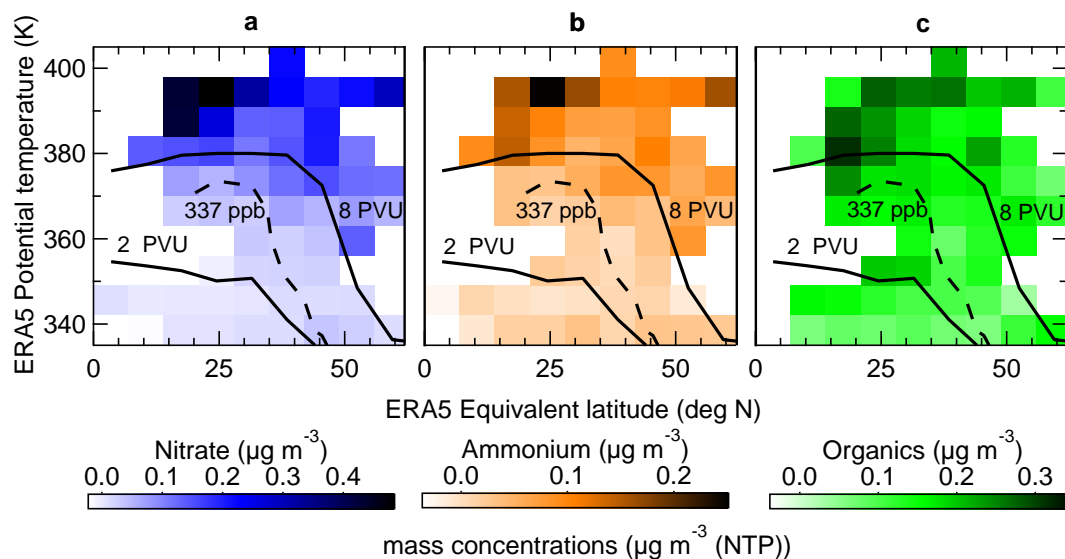 a b c
ERA5 Potential temperature (K)
400
380
360
340
337 ppb
8 PVU
2 PVU
337 ppb
8 PVU
2 PVU
337 ppb
8 PVU
2 PVU
0 25 50 0 25 50 0 25 50
ERA5 Equivalent latitude (deg N)
Nitrate (µg m⁻³) Ammonium (µg m⁻³) Organics (µg m⁻³)
0.0 0.1 0.2 0.3 0.4 0.0 0.1 0.2 0.0 0.1 0.2 0.3
mass concentrations (µg m⁻³ (NTP))